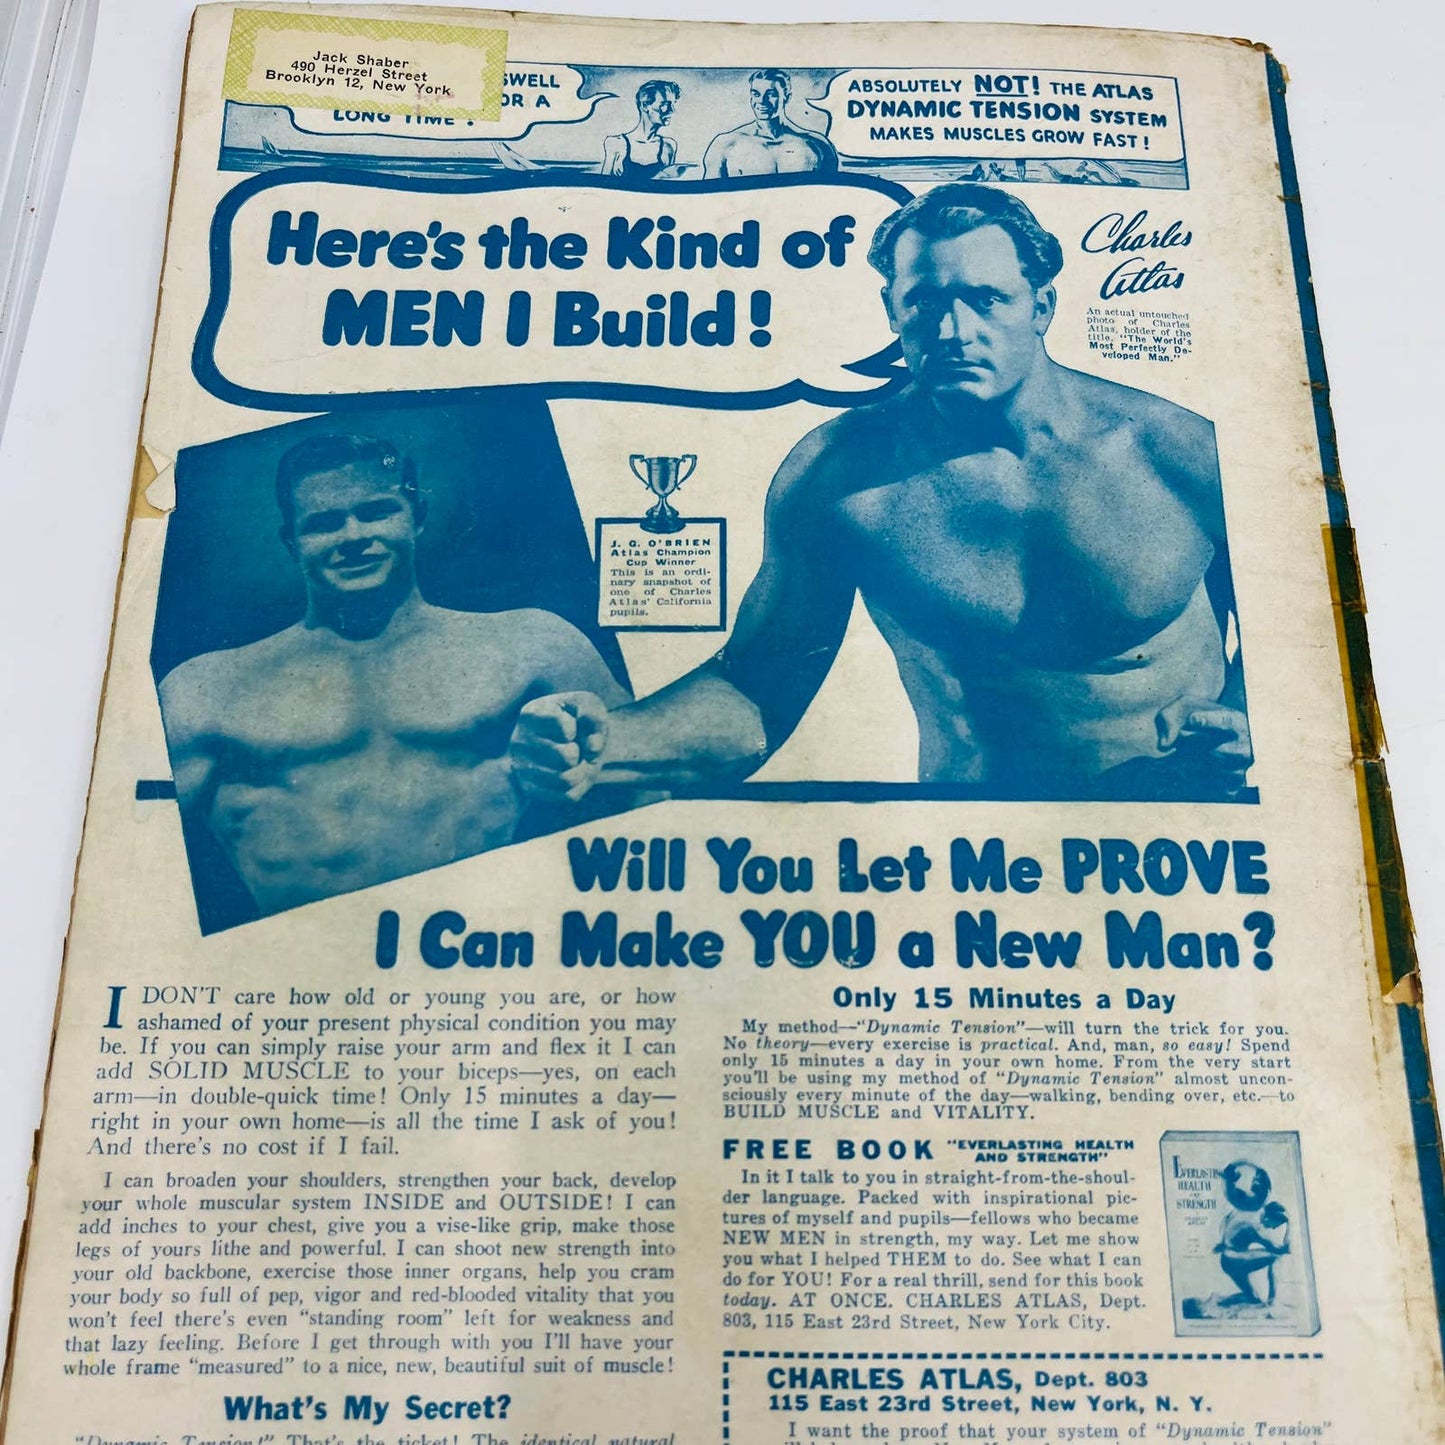 Jack Shaber
490 Herzel Street
Brooklyn 12, New York
SWELL
OR A
LONG TIME!
ABSOLUTELY NOT! THE ATLAS
DYNAMIC TENSION SYSTEM
MAKES MUSCLES GROW FAST!
Here's the Kind of
MEN I Build!
Charles
Atlas
An actual untouched
photo of Charles
Atlas, holder of the
title, "The World's
Most Perfectly De-
veloped Man."
J. G. O'BRIEN
Atlas Champion
Cup Winner
This is an ordi-
nary snapshot of
one of Charles
Atlas' California
pupils.
Will You Let Me PROVE
I Can Make YOU a New Man?
I DON'T care how old or young you are, or how
ashamed of your present physical condition you may
be. If you can simply raise your arm and flex it I can
add SOLID MUSCLE to your biceps—yes, on each
arm—in double-quick time! Only 15 minutes a day—
right in your own home—is all the time I ask of you!
And there's no cost if I fail.
I can broaden your shoulders, strengthen your back, develop
your whole muscular system INSIDE and OUTSIDE! I can
add inches to your chest, give you a vise-like grip, make those
legs of yours lithe and powerful. I can shoot new strength into
your old backbone, exercise those inner organs, help you cram
your body so full of pep, vigor and red-blooded vitality that you
won't feel there's even "standing room" left for weakness and
that lazy feeling. Before I get through with you I'll have your
whole frame "measured" to a nice, new, beautiful suit of muscle!
What's My Secret?
"Dynamic Tension!" That's the ticket! The identical natural
Only 15 Minutes a Day
My method—"Dynamic Tension"—will turn the trick for you.
No theory—every exercise is practical. And, man, so easy! Spend
only 15 minutes a day in your own home. From the very start
you'll be using my method of "Dynamic Tension" almost uncon-
sciously every minute of the day—walking, bending over, etc.—to
BUILD MUSCLE and VITALITY.
FREE BOOK "EVERLASTING HEALTH
AND STRENGTH"
In it I talk to you in straight-from-the-shoul-
der language. Packed with inspirational pic-
tures of myself and pupils—fellows who became
NEW MEN in strength, my way. Let me show
you what I helped THEM to do. See what I can
do for YOU! For a real thrill, send for this book
today. AT ONCE. CHARLES ATLAS, Dept.
803, 115 East 23rd Street, New York City.
EVERLASTING
HEALTH
STRENGTH
CHARLES ATLAS, Dept. 803
115 East 23rd Street, New York, N. Y.
I want the proof that your system of "Dynamic Tension"